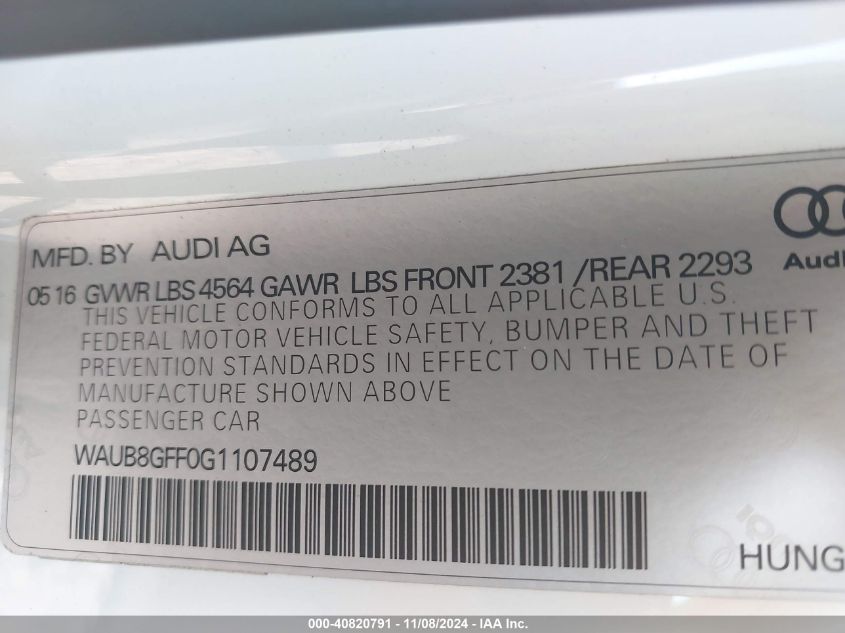 MFD. BY AUDI AG
Audi
05 16 GVWR LBS 4564 GAWR LBS FRONT 2381 /REAR 2293
THIS VEHICLE CONFORMS TO ALL APPLICABLE U.S.
FEDERAL MOTOR VEHICLE SAFETY, BUMPER AND THEFT
PREVENTION STANDARDS IN EFFECT ON THE DATE OF
MANUFACTURE SHOWN ABOVE
PASSENGER CAR
WAUB8GFF0G1107489
HUNG
000-40820791 - 11/08/2024 - IAA Inc.